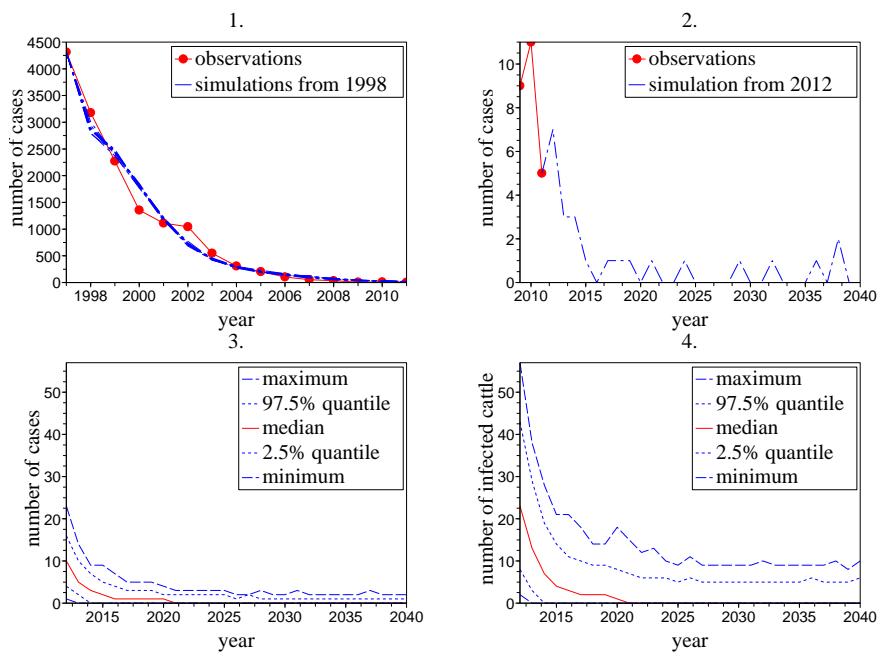 1.
4500
4000
3500
3000
2500
2000
1500
1000
500
0
number of cases
observations
simulations from 1998
1998 2000 2002 2004 2006 2008 2010
year
2.
10
8
6
4
2
0
number of cases
observations
simulation from 2012
2010 2015 2020 2025 2030 2035 2040
year
3.
50
40
30
20
10
0
number of cases
maximum
97.5% quantile
median
2.5% quantile
minimum
2015 2020 2025 2030 2035 2040
year
4.
50
40
30
20
10
0
number of infected cattle
maximum
97.5% quantile
median
2.5% quantile
minimum
2015 2020 2025 2030 2035 2040
year